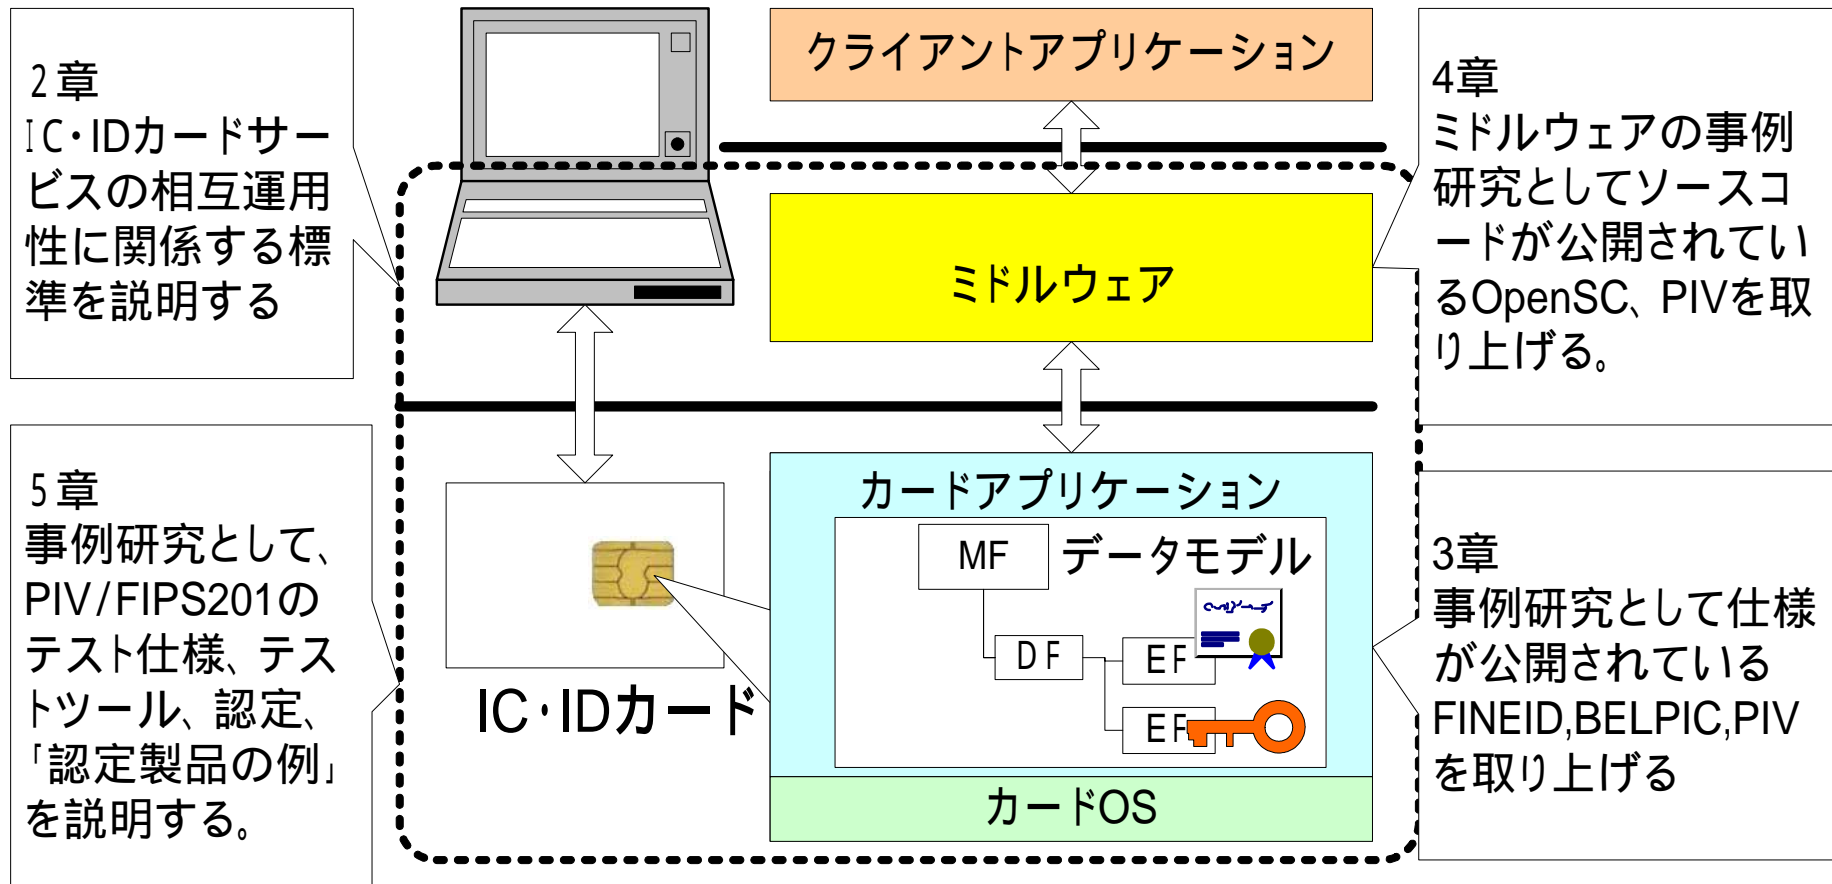 2章
IC・IDカードサー
ビスの相互運用
性に関係する標
準を説明する
クライアントアプリケーション
4章
ミドルウェアの事例
研究としてソースコ
ードが公開されてい
るOpenSC、PIVを取
り上げる。
ミドルウェア
5章
事例研究として、
PIV/FIPS201の
テスト仕様、テス
トツール、認定、
「認定製品の例」
を説明する。
IC・IDカード
カードアプリケーション
MF
データモデル
DF
EF
EF
カードOS
3章
事例研究として仕様
が公開されている
FINEID,BELPIC,PIV
を取り上げる